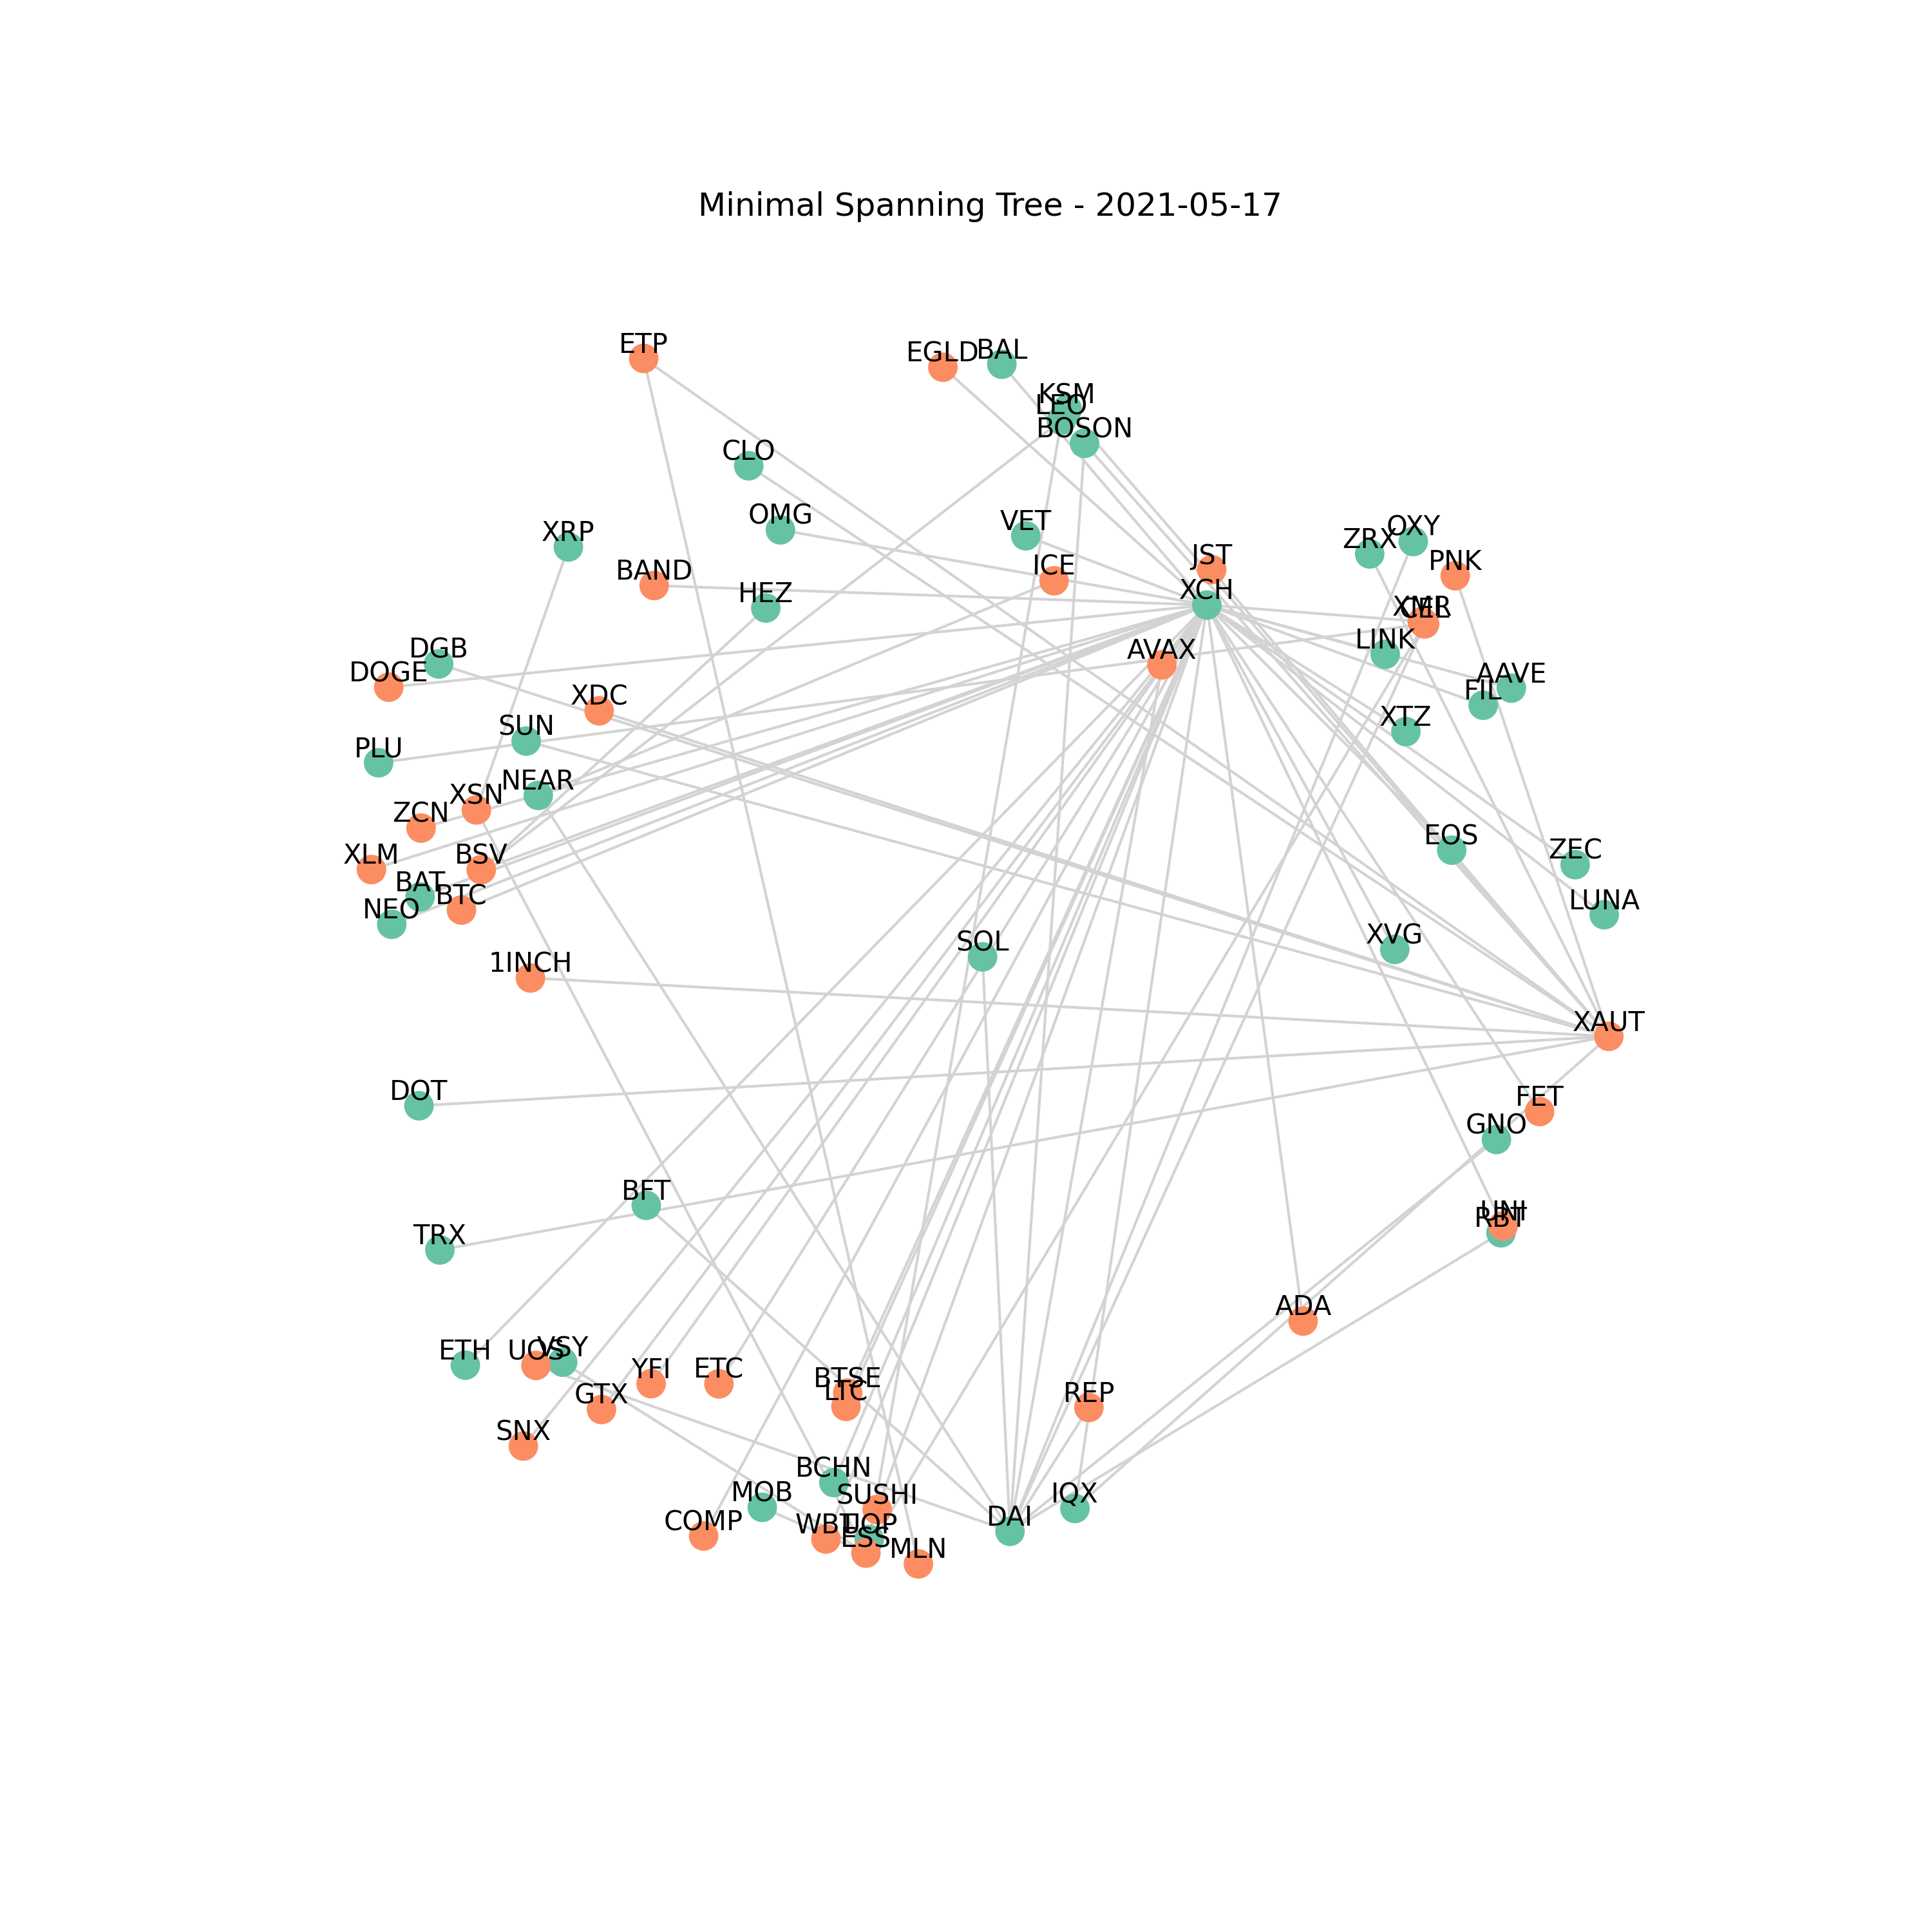 Minimal Spanning Tree - 2021-05-17
ETP
EGLD
BAL
KSM
LEO
BOSON
CLO
OMG
VET
XRP
OXY
ZRX
JST
PNK
BAND
ICE
HEZ
XCH
XMR
CEL
LINK
DGB
AVAX
DOGE
AAVE
FIL
XDC
XTZ
SUN
PLU
NEAR
XSN
ZCN
EOS
XLM
BSV
ZEC
BAT
BTC
NEO
LUNA
SOL
XVG
1INCH
XAUT
DOT
FET
GNO
BFT
UNI
RBT
TRX
ADA
ETH
UOS
VSY
YFI
ETC
BTSE
LTC
GTX
REP
SNX
BCHN
MOB
SUSHI
IQX
COMP
WBT
UOP
DAI
ESS
MLN